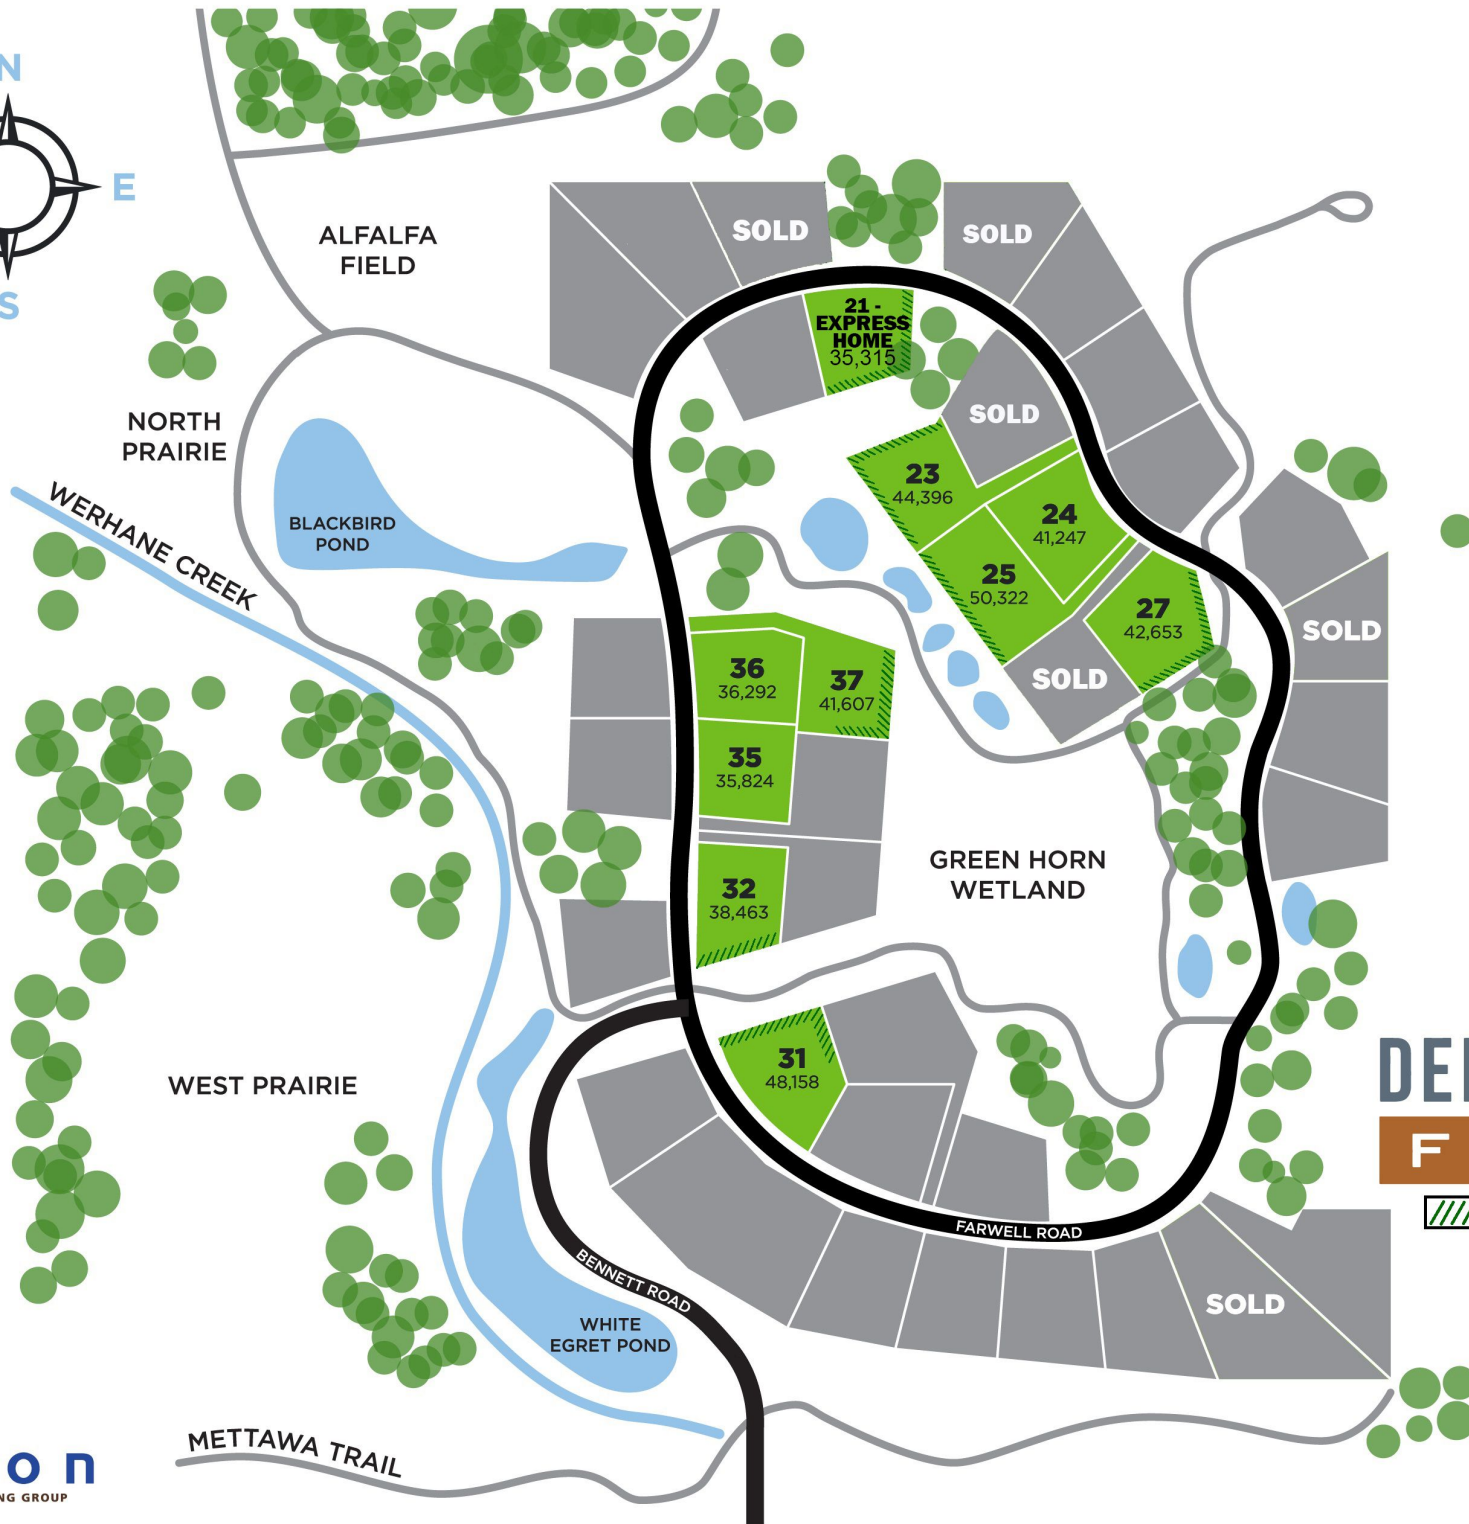 N
E
S
ALFALFA
FIELD
SOLD
SOLD
21 -
EXPRESS
HOME
35,315
SOLD
NORTH
PRAIRIE
23
44,396
24
41,247
WERHANE CREEK
BLACKBIRD
POND
25
50,322
27
42,653
SOLD
SOLD
36
36,292
37
41,607
35
35,824
GREEN HORN
WETLAND
32
38,463
31
48,158
WEST PRAIRIE
DE
F
FARWELL ROAD
BENNETT ROAD
SOLD
WHITE
EGRET POND
METTAWA TRAIL
on
NG GROUP